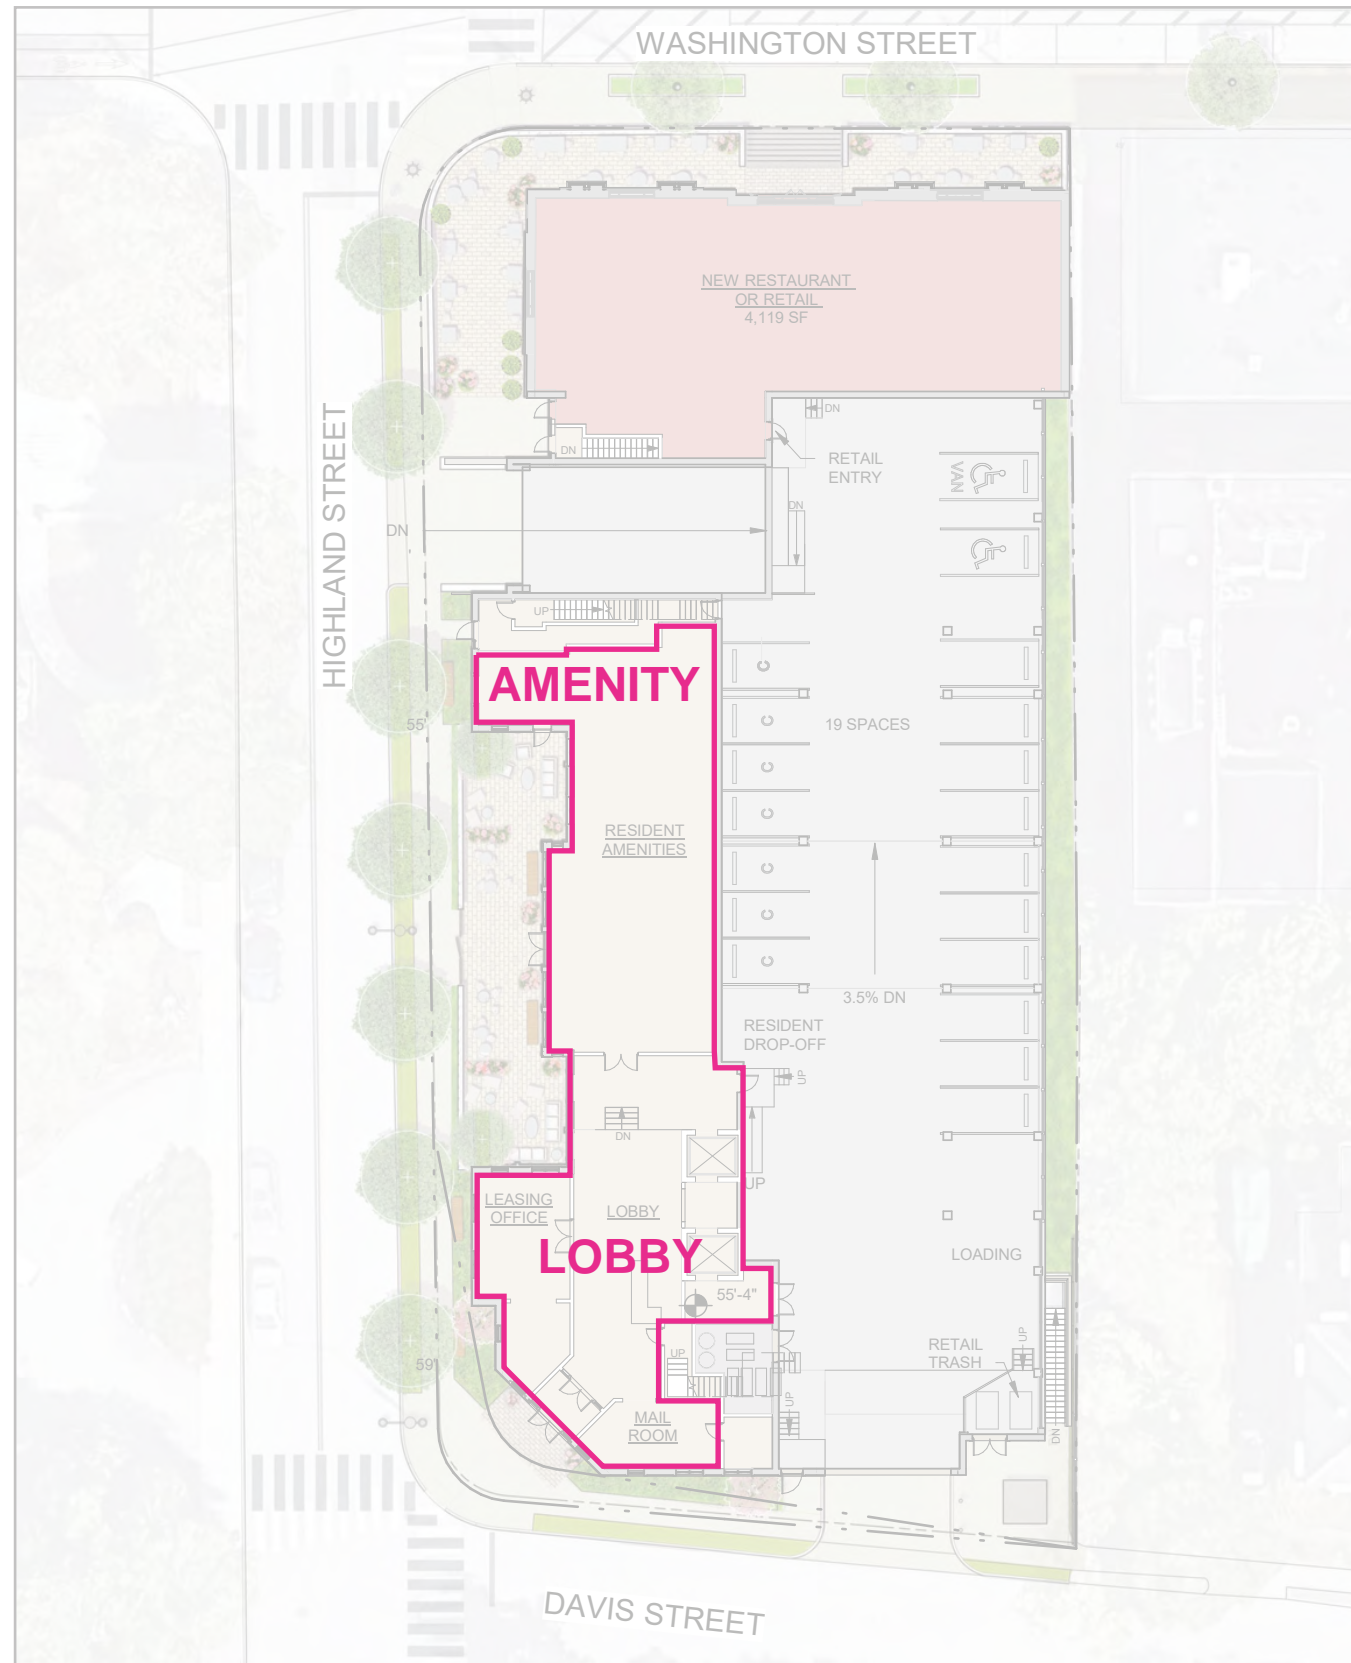 WASHINGTON STREET
NEW RESTAURANT
OR RETAIL
4,119 SF
DN
DN
RETAIL
ENTRY
VAN
HIGHLAND STREET
DN
DN
UP
AMENITY
C
55'
C
19 SPACES
C
C
RESIDENT
AMENITIES
C
C
C
3.5% DN
RESIDENT
DROP-OFF
UP
DN
UP
LEASING
OFFICE
LOBBY
LOBBY
LOADING
55'-4"
UP
UP
RETAIL
TRASH
59'
UP
MAIL
ROOM
DN
DAVIS STREET